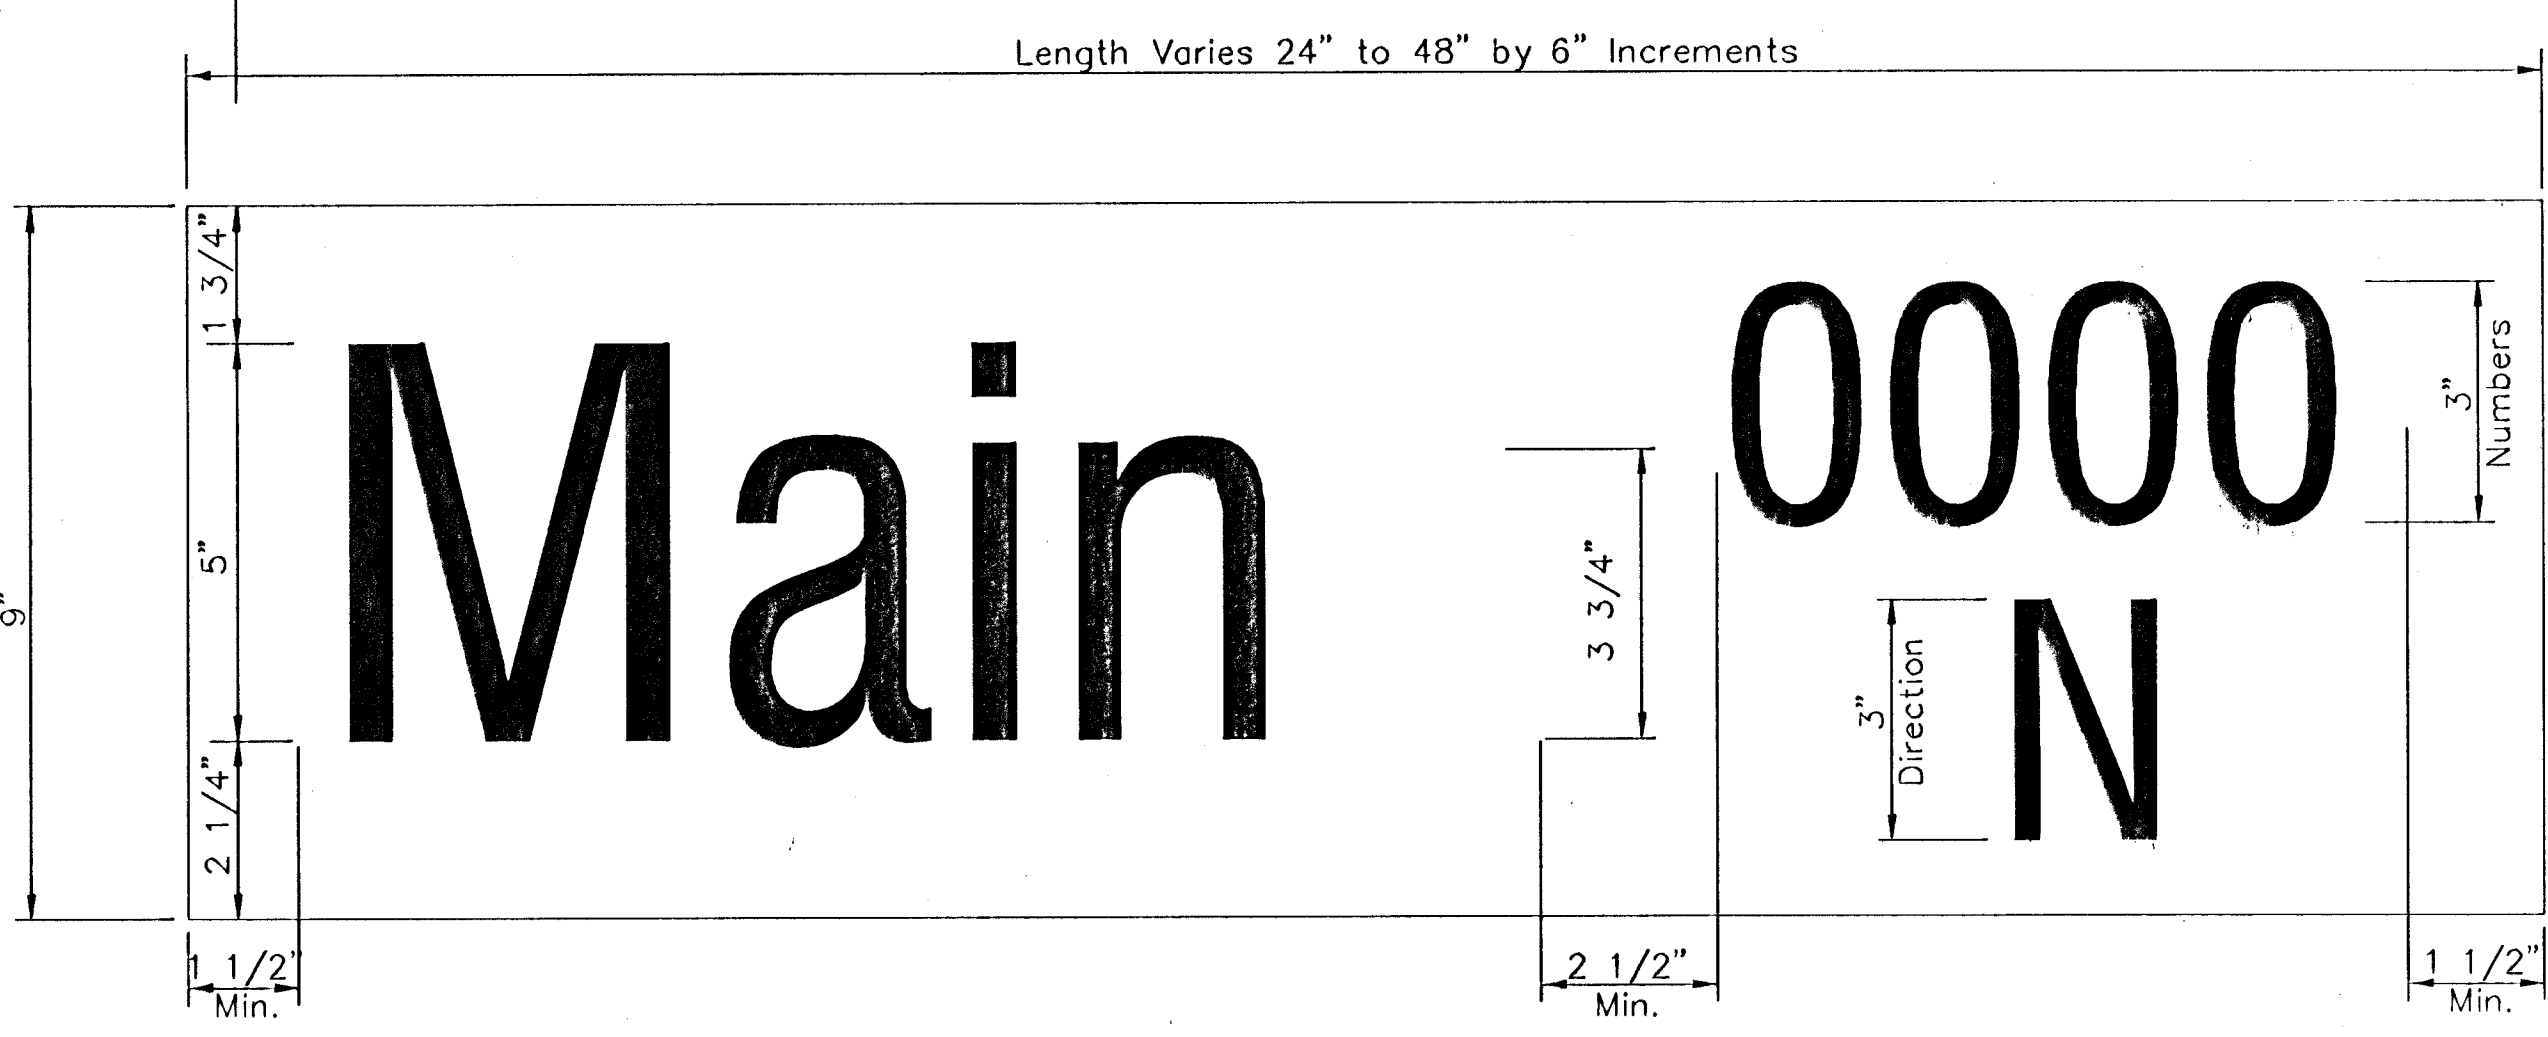 Length Varies 24" to 48" by 6" Increments
9"
1 3/4"
5"
2 1/4"
Main
3 3/4"
0000
3"
Numbers
3"
Direction
N
1 1/2"
Min.
2 1/2"
Min.
1 1/2"
Min.